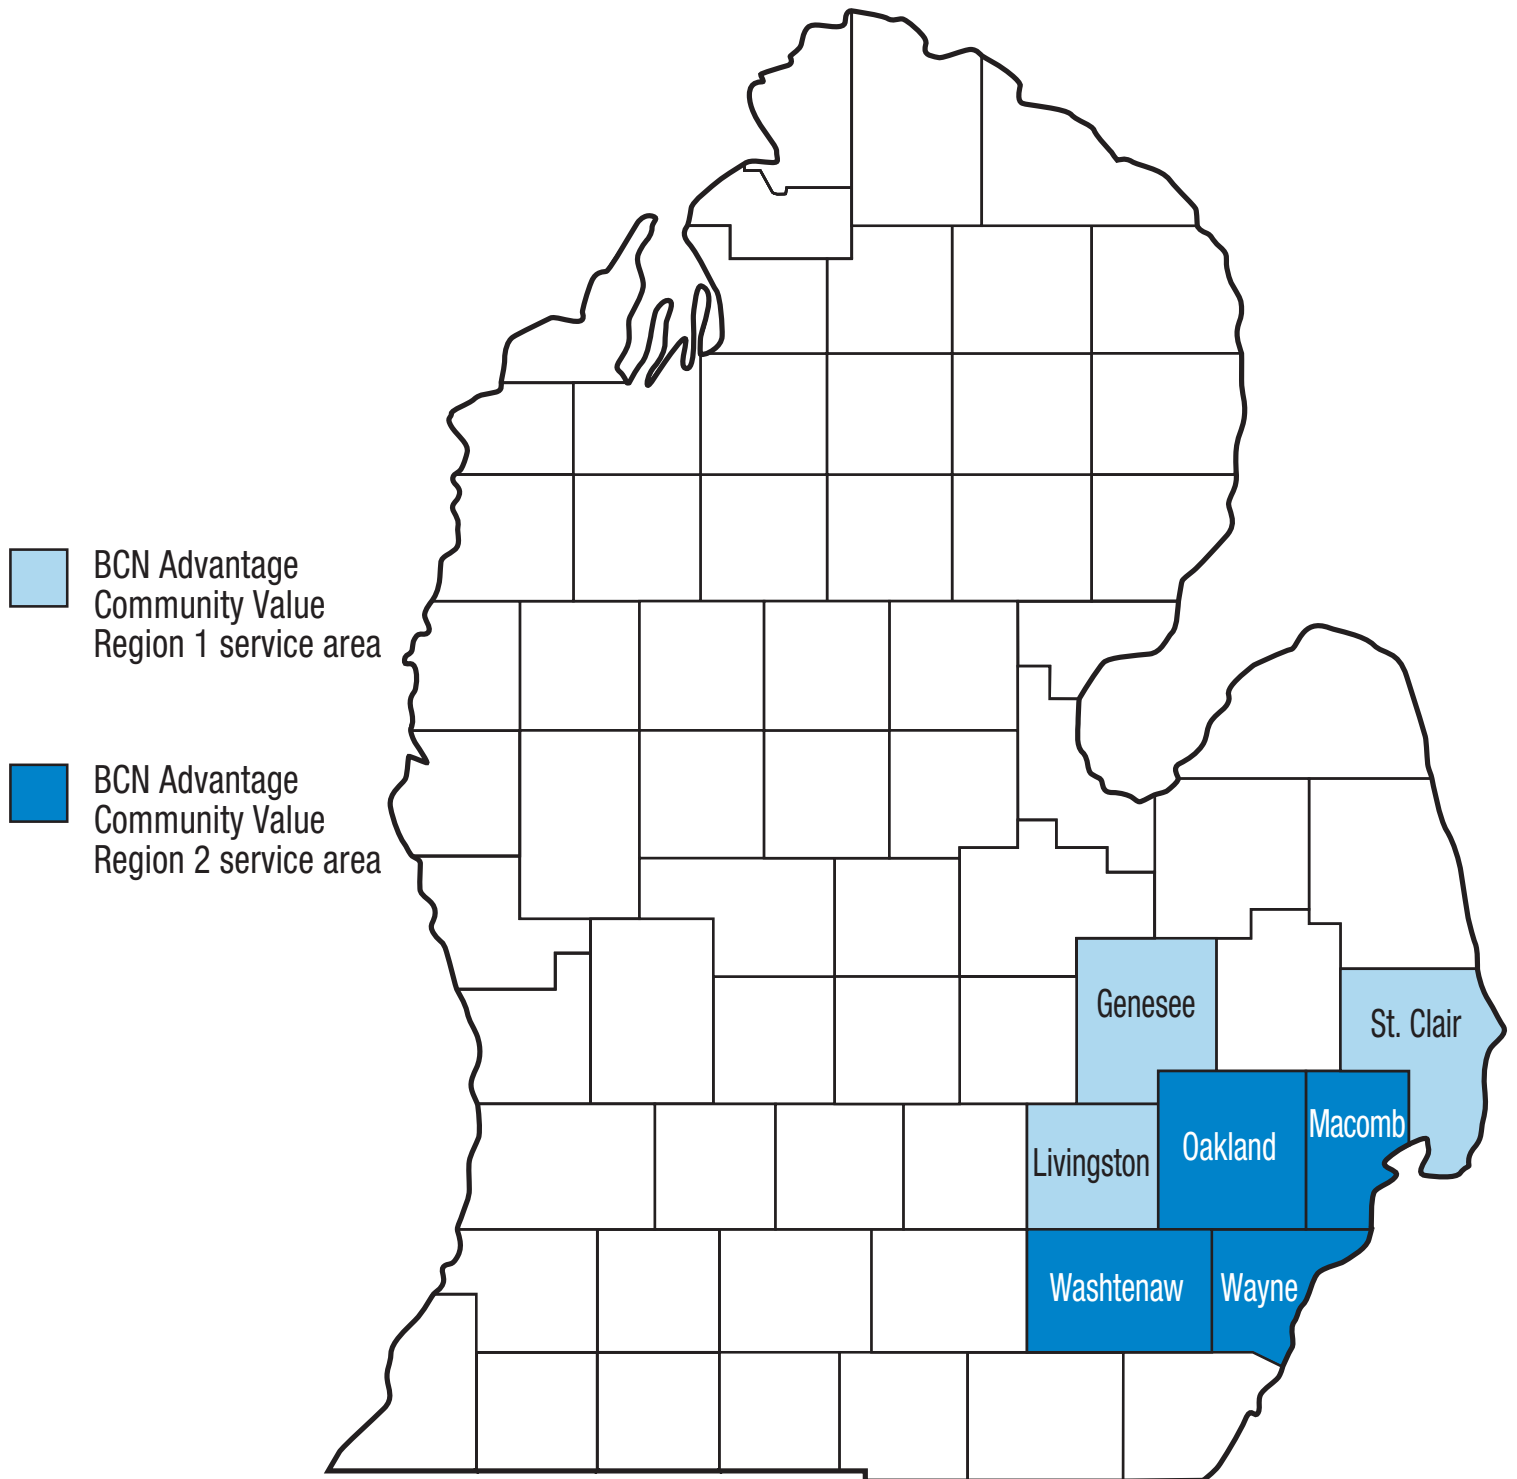 BCN Advantage
Community Value
Region 1 service area
BCN Advantage
Community Value
Region 2 service area
Genesee
St. Clair
Macomb
Oakland
Livingston
Washtenaw
Wayne